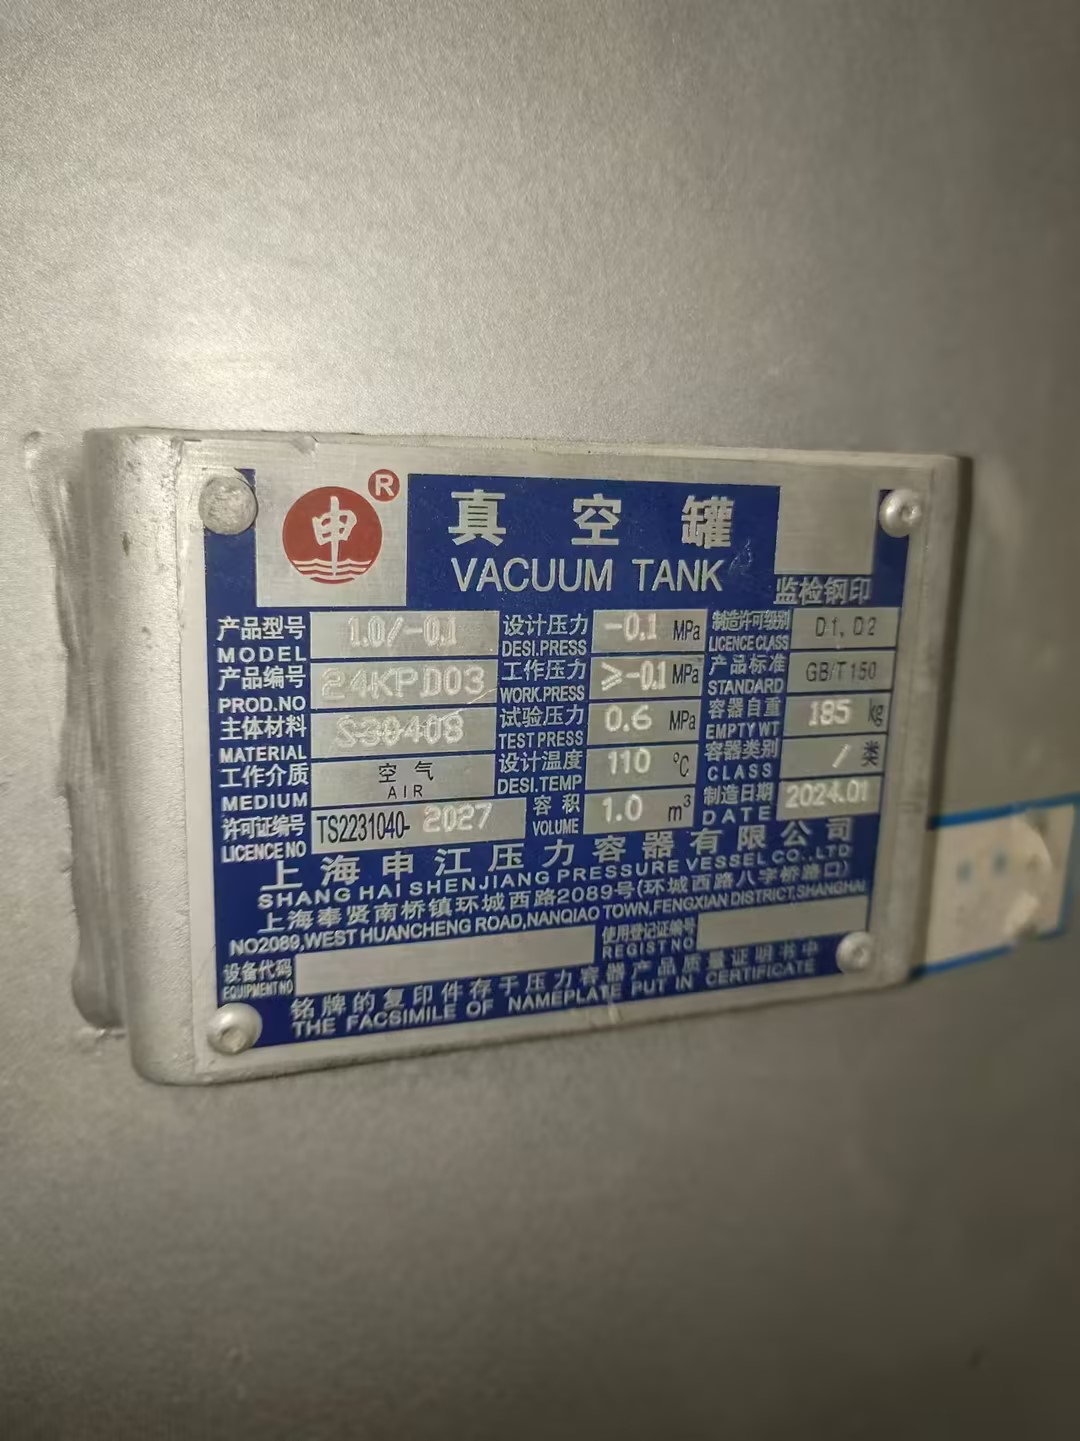 申 ®
真空罐
VACUUM TANK
监检钢印
产品型号 MODEL 1.0/-0.1 设计压力 DESI.PRESS -0.1 MPa 制造许可级别 LICENCE CLASS D1, D2
产品编号 PROD.NO 24KPD03 工作压力 WORK.PRESS ≥-0.1 MPa 产品标准 STANDARD GB/T150
主体材料 MATERIAL S30408 试验压力 TEST PRESS 0.6 MPa 容器自重 EMPTY WT 185 kg
工作介质 MEDIUM 空气 AIR 设计温度 DESI.TEMP 110 ℃ 容器类别 CLASS / 类
许可证编号 LICENCE NO TS2231040-2027 容积 VOLUME 1.0 m³ 制造日期 DATE 2024.01
上海申江压力容器有限公司
SHANG HAI SHENJIANG PRESSURE VESSEL CO.,LTD
上海奉贤南桥镇环城西路2089号(环城西路八字桥路口)
NO2089,WEST HUANCHENG ROAD,NANQIAO TOWN,FENGXIAN DISTRICT,SHANGHAI
设备代码 EQUIPMENT NO 使用登记证编号 REGIST NO
铭牌的复印件存于压力容器产品质量证明书中
THE FACSIMILE OF NAMEPLATE PUT IN CERTIFICATE